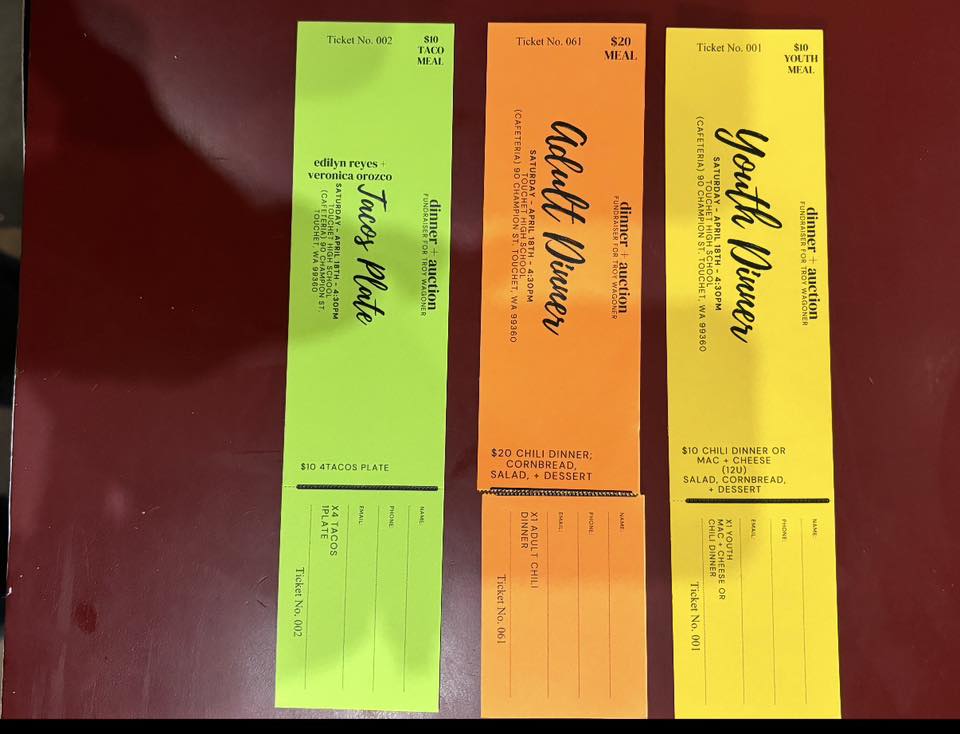 Ticket No. 002
$10
TACO
MEAL
edilyn reyes +
veronica orozco
dinner + auction
FUNDRAISER FOR TROY WAGONER
Tacos Plate
SATURDAY - APRIL 18TH - 4:30PM
TOUCHET HIGH SCHOOL
(CAFETERIA) 90 CHAMPION ST.
TOUCHET, WA 99360
$10 4TACOS PLATE
NAME:
PHONE:
EMAIL:
X4 TACOS
1PLATE
Ticket No. 002
Ticket No. 061
$20
MEAL
dinner + auction
FUNDRAISER FOR TROY WAGONER
Adult Dinner
SATURDAY - APRIL 18TH - 4:30PM
TOUCHET HIGH SCHOOL
(CAFETERIA) 90 CHAMPION ST. TOUCHET, WA 99360
$20 CHILI DINNER;
CORNBREAD,
SALAD, + DESSERT
NAME:
PHONE:
EMAIL:
X1 ADULT CHILI
DINNER
Ticket No. 061
Ticket No. 001
$10
YOUTH
MEAL
dinner + auction
FUNDRAISER FOR TROY WAGONER
Youth Dinner
SATURDAY - APRIL 18TH - 4:30PM
TOUCHET HIGH SCHOOL
(CAFETERIA) 90 CHAMPION ST. TOUCHET, WA 99360
$10 CHILI DINNER OR
MAC + CHEESE
(12U)
SALAD, CORNBREAD,
+ DESSERT
NAME:
PHONE:
EMAIL:
X1 YOUTH
MAC + CHEESE OR
CHILI DINNER
Ticket No. 001